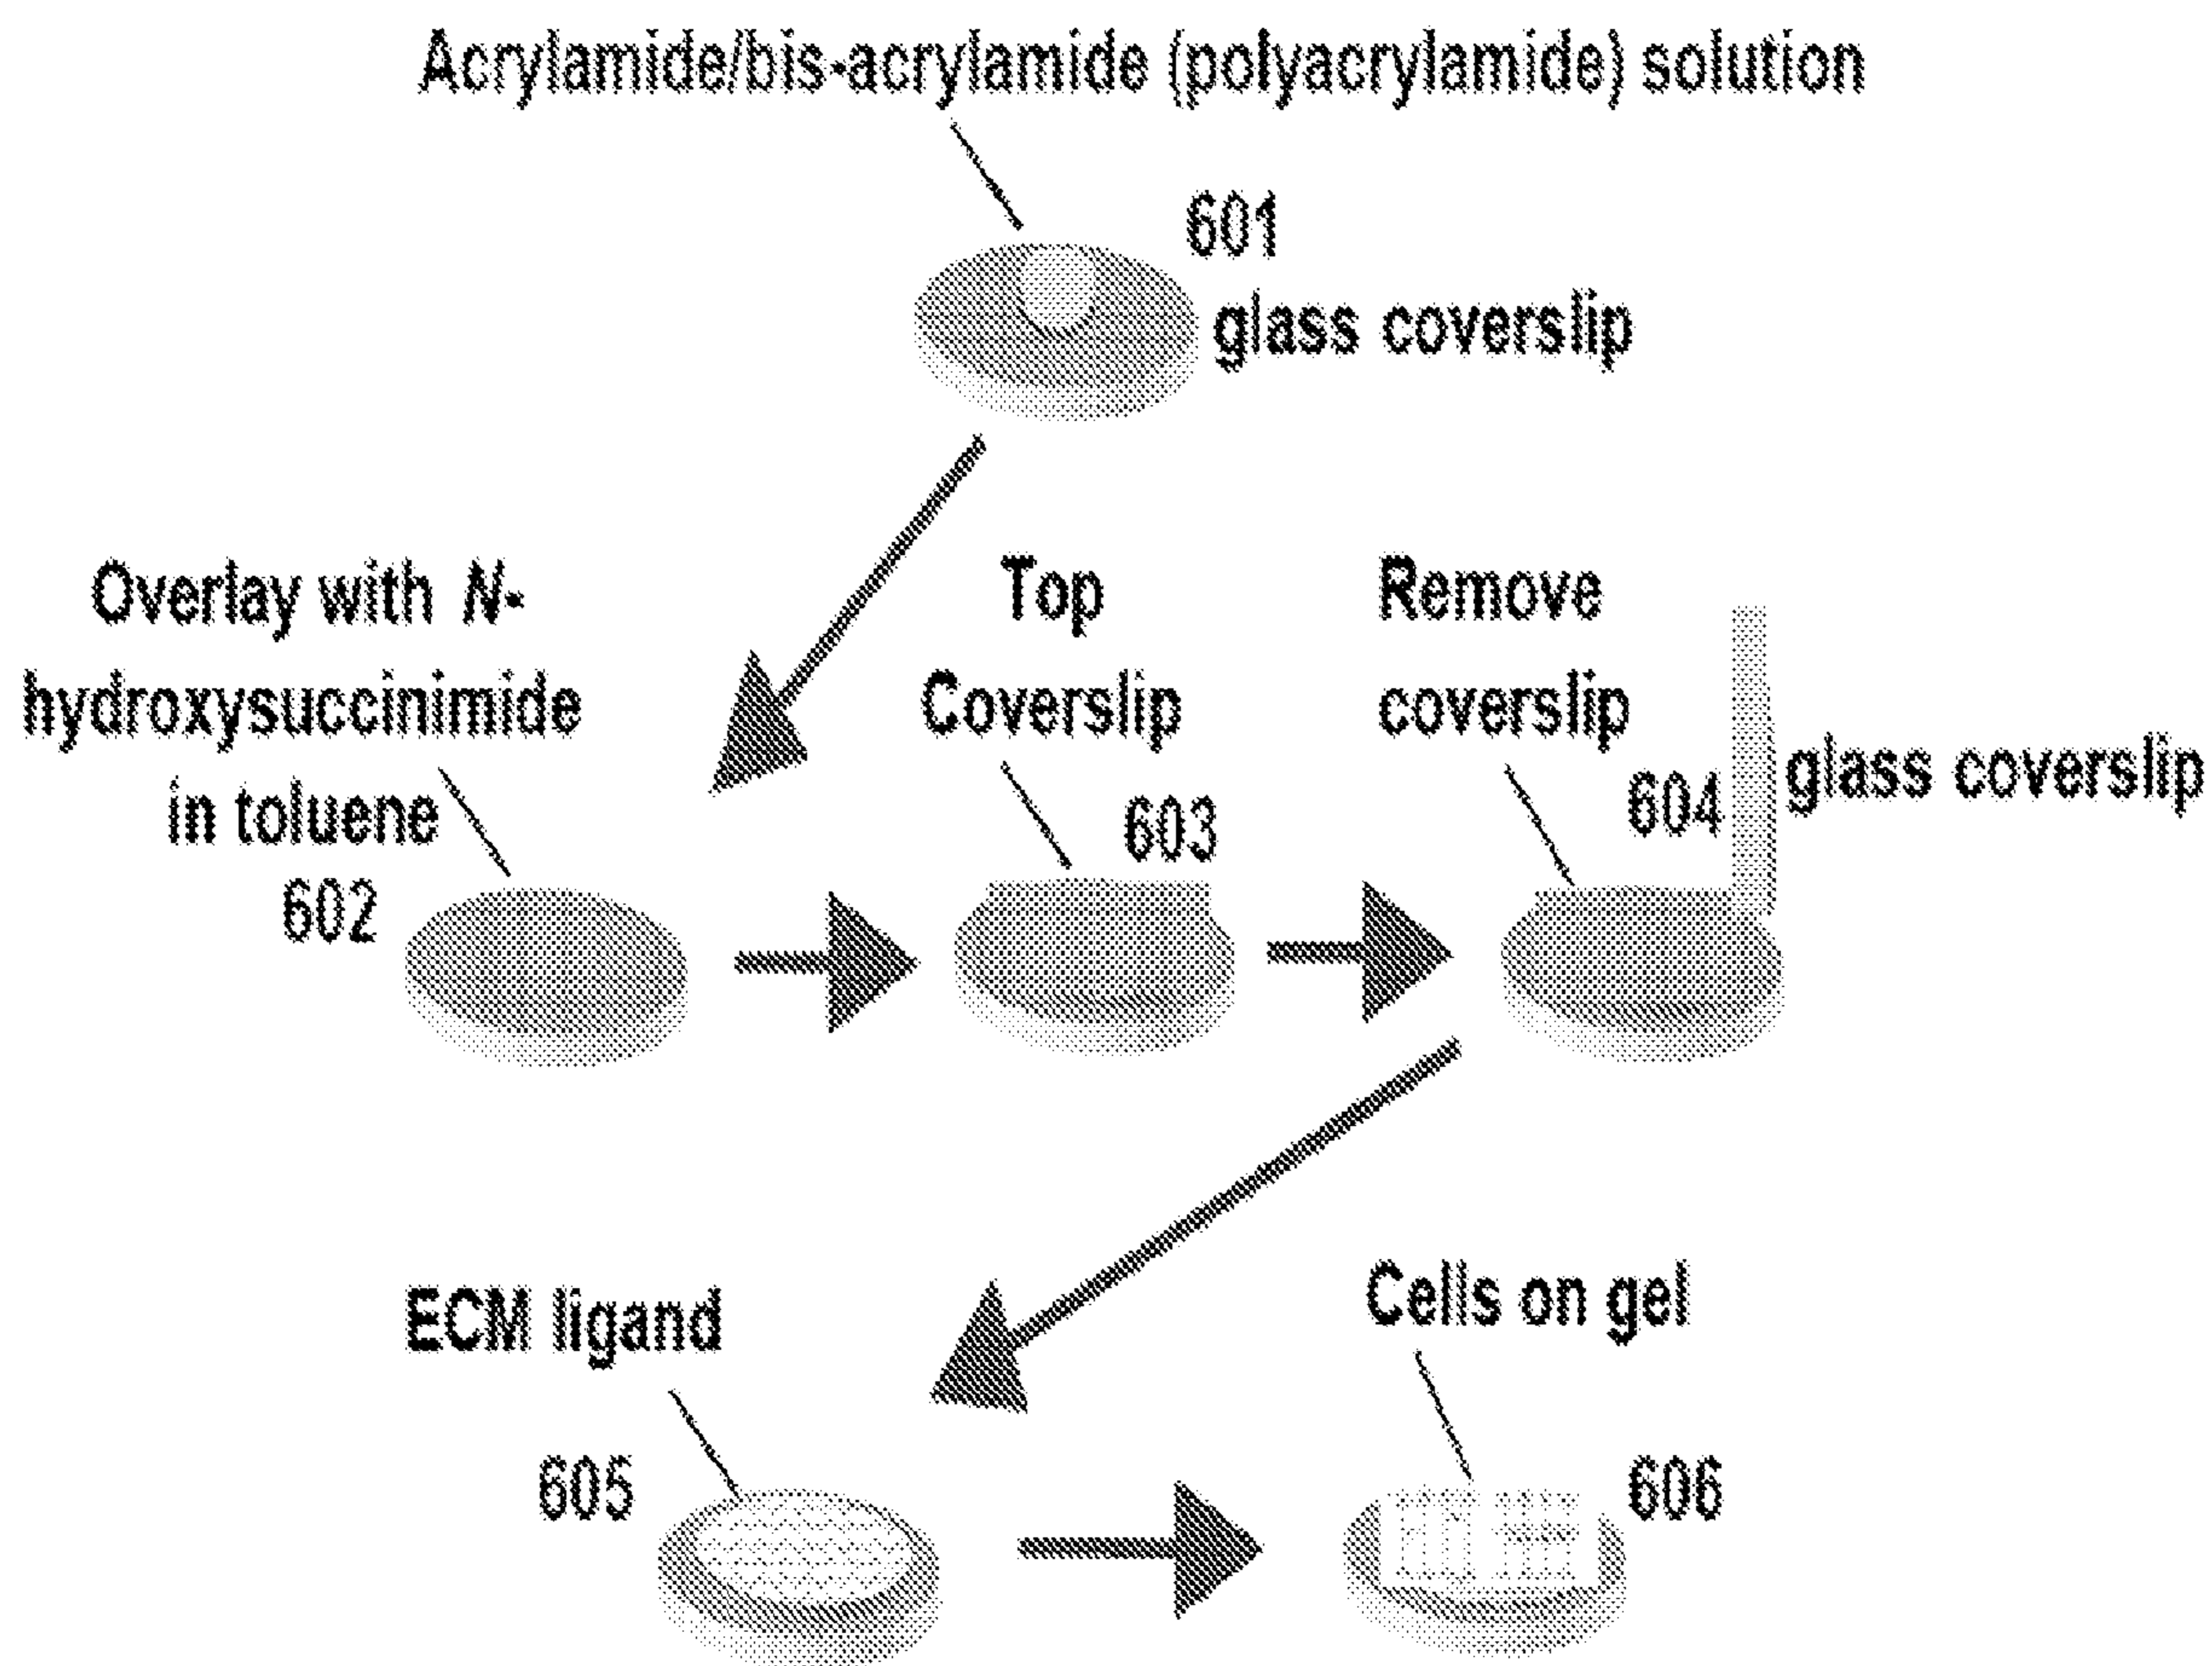 Acrylamide/bis-acrylamide (polyacrylamide) solution
601
glass coverslip
Overlay with N-
hydroxysuccinimide
in toluene
602
Top
Coverslip
603
Remove
coverslip
604
glass coverslip
ECM ligand
605
Cells on gel
606